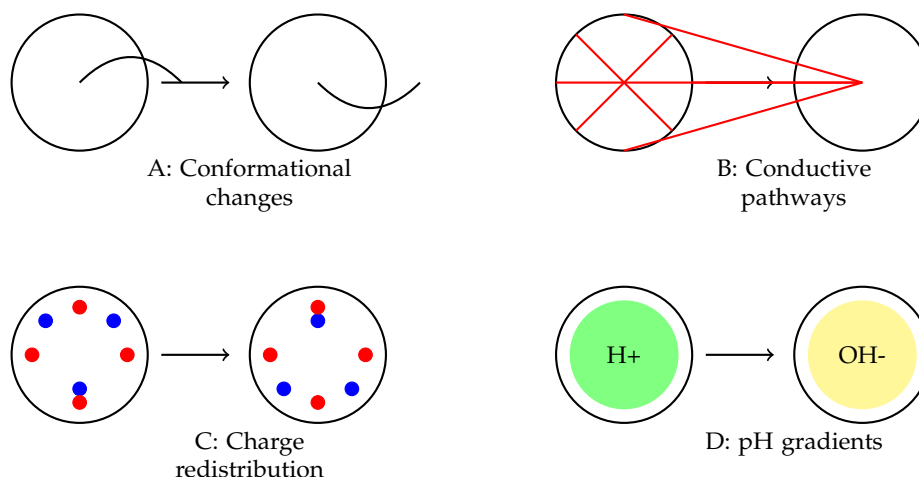 A: Conformational
changes
B: Conductive
pathways
H+
OH-
C: Charge
redistribution
D: pH gradients